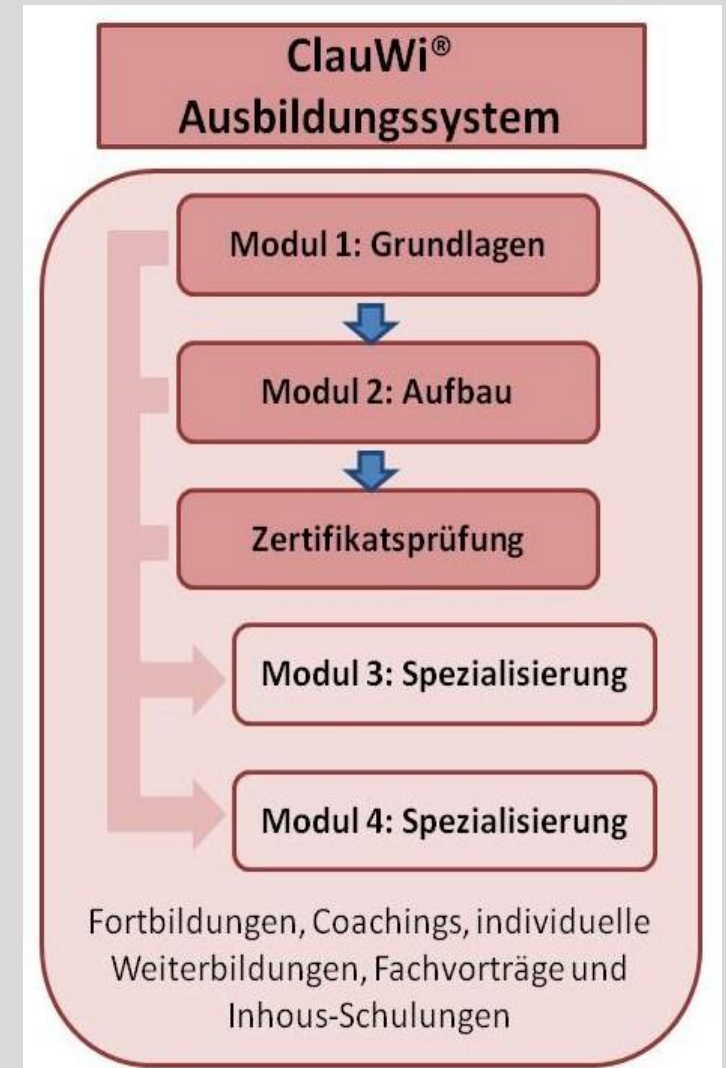 ClauWi®
Ausbildungssystem
Modul 1: Grundlagen
Modul 2: Aufbau
Zertifikatsprüfung
Modul 3: Spezialisierung
Modul 4: Spezialisierung
Fortbildungen, Coachings, individuelle
Weiterbildungen, Fachvorträge und
Inhous-Schulungen